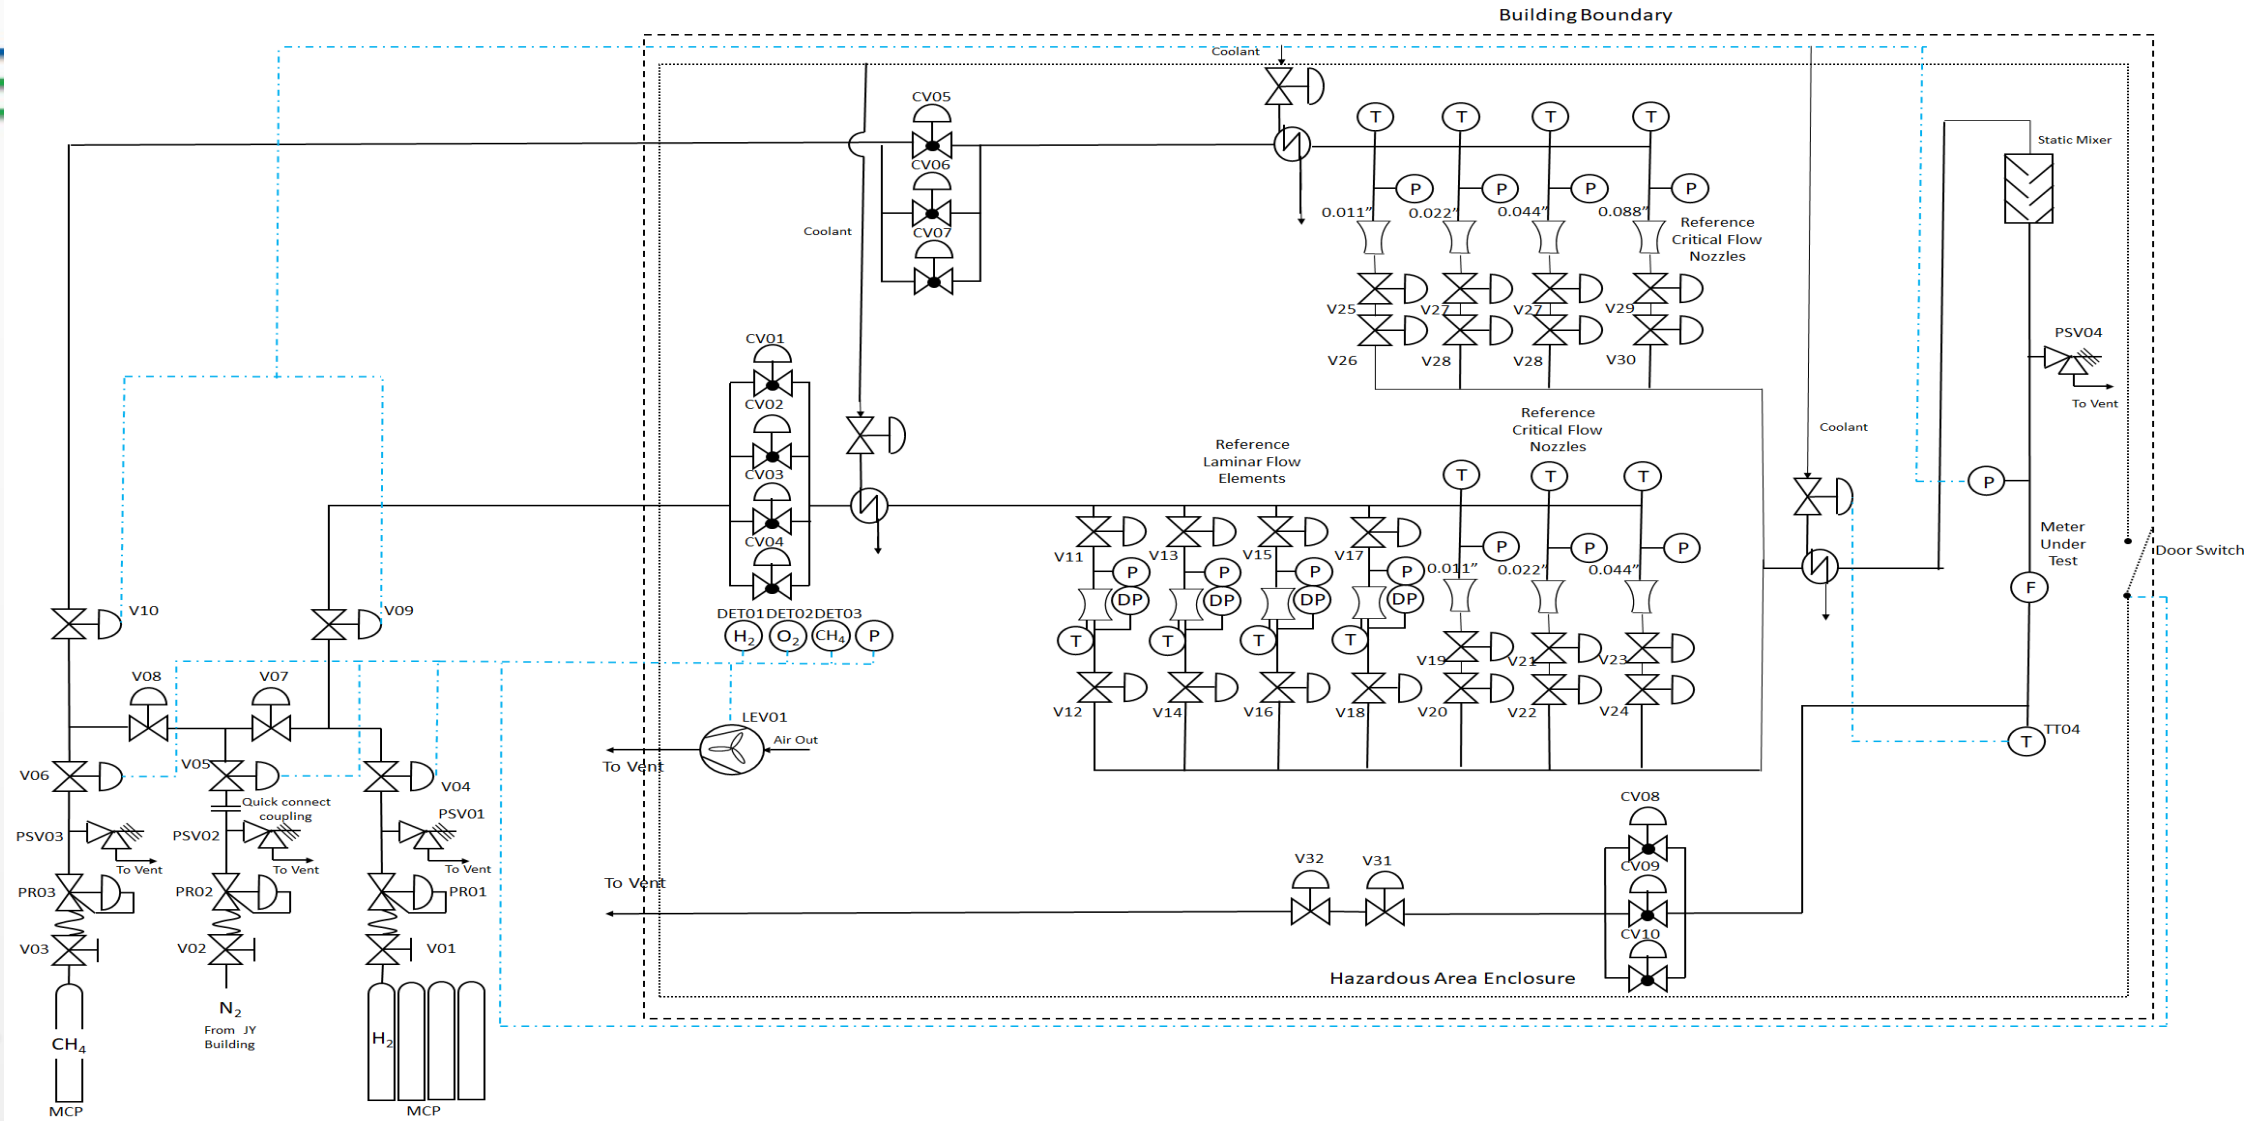 Building Boundary
Coolant
CV05
CV06
CV07
Coolant
T
T
T
T
P
P
P
P
0.011”
0.022”
0.044”
0.088”
Reference
Critical Flow
Nozzles
V25
V27
V27
V29
V26
V28
V28
V30
Static Mixer
PSV04
To Vent
CV01
CV02
CV03
CV04
Coolant
Reference
Laminar Flow
Elements
Reference
Critical Flow
Nozzles
T
T
T
P
Meter
Under
Test
F
Door Switch
V11
V13
V15
V17
P
P
P
P
DP
DP
DP
DP
T
T
T
T
P
P
P
0.011”
0.022”
0.044”
V19
V21
V23
V12
V14
V16
V18
V20
V22
V24
V10
V09
DET01
DET02
DET03
H2
O2
CH4
P
LEV01
Air Out
To Vent
T
TT04
V08
V07
V06
V05
V04
Quick connect
coupling
PSV03
PSV02
PSV01
To Vent
To Vent
To Vent
PR03
PR02
PR01
V03
V02
V01
CV08
CV09
CV10
V32
V31
To Vent
Hazardous Area Enclosure
N2
From JY
Building
CH4
H2
MCP
MCP